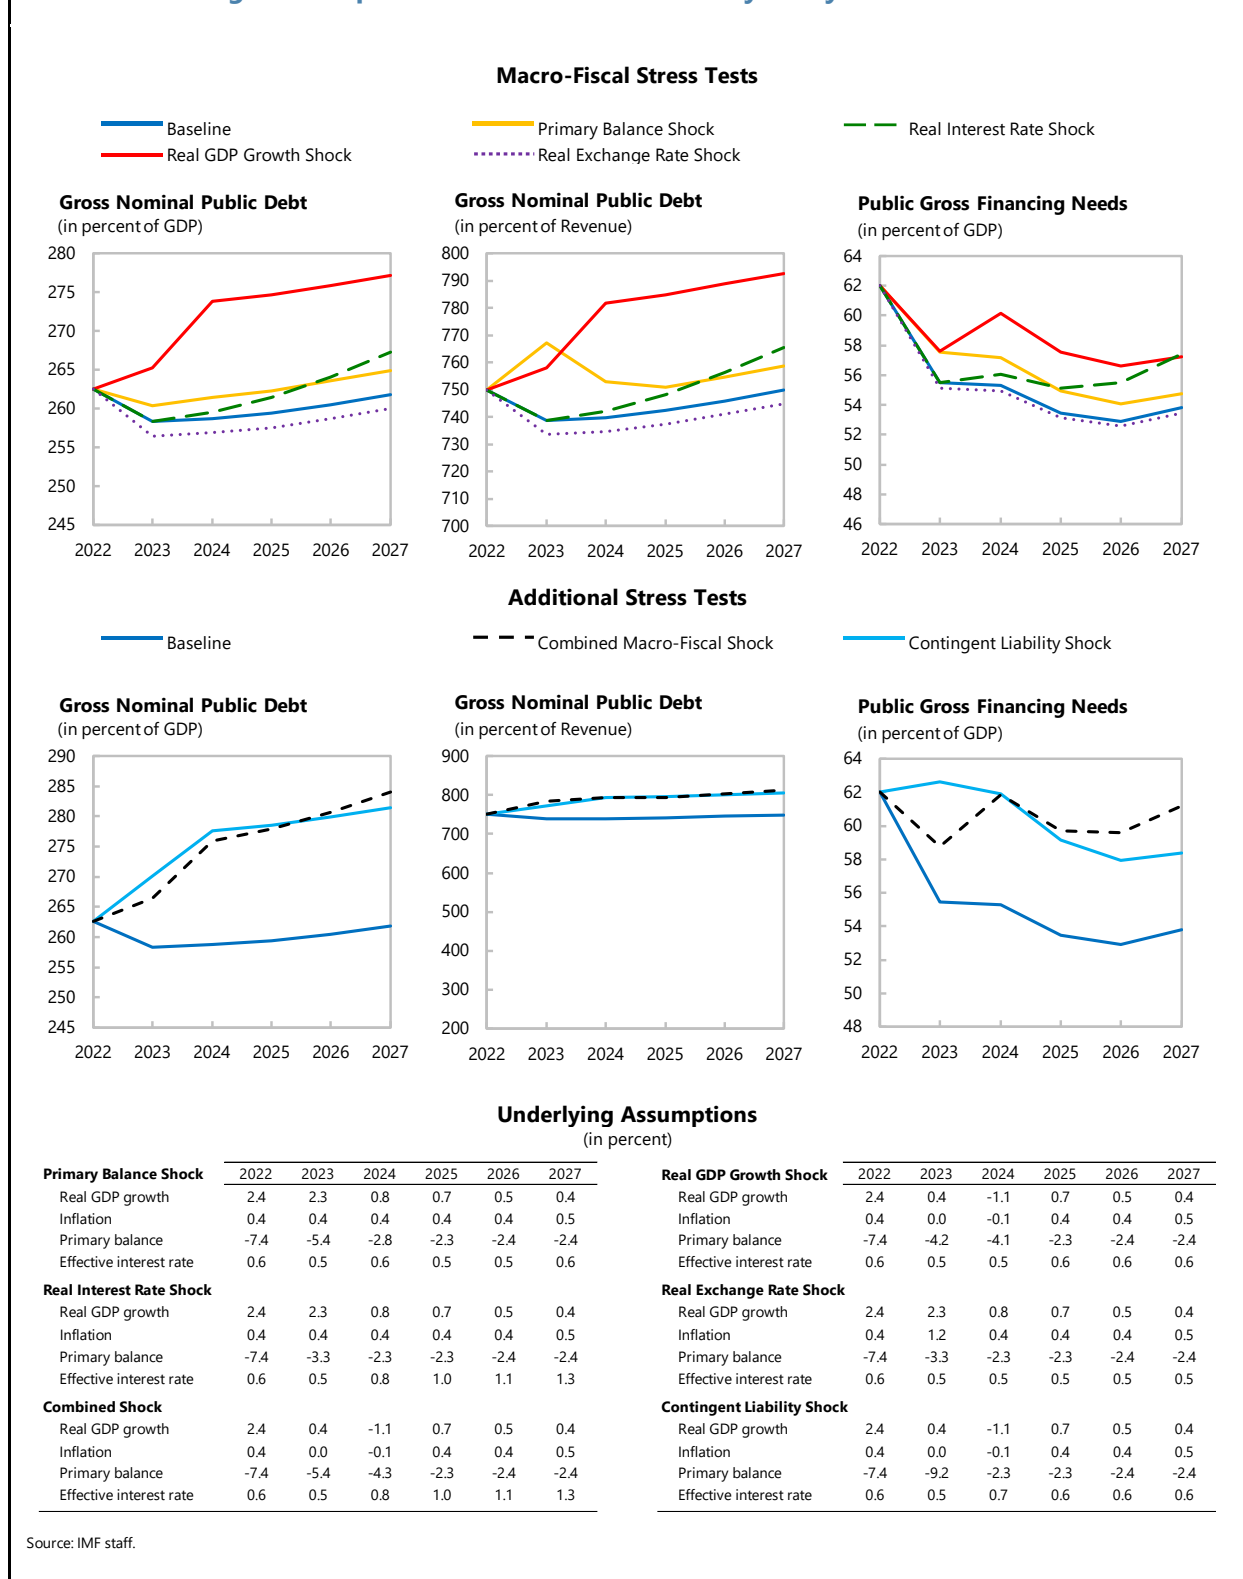 Macro-Fiscal Stress Tests
Baseline
Primary Balance Shock
Real Interest Rate Shock
Real GDP Growth Shock
Real Exchange Rate Shock
Gross Nominal Public Debt
(in percent of GDP)
280
275
270
265
260
255
250
245
2022 2023 2024 2025 2026 2027
Gross Nominal Public Debt
(in percent of Revenue)
800
790
780
770
760
750
740
730
720
710
700
2022 2023 2024 2025 2026 2027
Public Gross Financing Needs
(in percent of GDP)
64
62
60
58
56
54
52
50
48
46
2022 2023 2024 2025 2026 2027
Additional Stress Tests
Baseline
Combined Macro-Fiscal Shock
Contingent Liability Shock
Gross Nominal Public Debt
(in percent of GDP)
290
285
280
275
270
265
260
255
250
245
2022 2023 2024 2025 2026 2027
Gross Nominal Public Debt
(in percent of Revenue)
900
800
700
600
500
400
300
200
2022 2023 2024 2025 2026 2027
Public Gross Financing Needs
(in percent of GDP)
64
62
60
58
56
54
52
50
48
2022 2023 2024 2025 2026 2027
Underlying Assumptions
(in percent)
Primary Balance Shock 2022 2023 2024 2025 2026 2027
Real GDP growth 2.4 2.3 0.8 0.7 0.5 0.4
Inflation 0.4 0.4 0.4 0.4 0.4 0.5
Primary balance -7.4 -5.4 -2.8 -2.3 -2.4 -2.4
Effective interest rate 0.6 0.5 0.6 0.5 0.5 0.6
Real Interest Rate Shock
Real GDP growth 2.4 2.3 0.8 0.7 0.5 0.4
Inflation 0.4 0.4 0.4 0.4 0.4 0.5
Primary balance -7.4 -3.3 -2.3 -2.3 -2.4 -2.4
Effective interest rate 0.6 0.5 0.8 1.0 1.1 1.3
Combined Shock
Real GDP growth 2.4 0.4 -1.1 0.7 0.5 0.4
Inflation 0.4 0.0 -0.1 0.4 0.4 0.5
Primary balance -7.4 -5.4 -4.3 -2.3 -2.4 -2.4
Effective interest rate 0.6 0.5 0.8 1.0 1.1 1.3
Real GDP Growth Shock 2022 2023 2024 2025 2026 2027
Real GDP growth 2.4 0.4 -1.1 0.7 0.5 0.4
Inflation 0.4 0.0 -0.1 0.4 0.4 0.5
Primary balance -7.4 -4.2 -4.1 -2.3 -2.4 -2.4
Effective interest rate 0.6 0.5 0.5 0.6 0.6 0.6
Real Exchange Rate Shock
Real GDP growth 2.4 2.3 0.8 0.7 0.5 0.4
Inflation 0.4 1.2 0.4 0.4 0.4 0.5
Primary balance -7.4 -3.3 -2.3 -2.3 -2.4 -2.4
Effective interest rate 0.6 0.5 0.5 0.5 0.5 0.5
Contingent Liability Shock
Real GDP growth 2.4 0.4 -1.1 0.7 0.5 0.4
Inflation 0.4 0.0 -0.1 0.4 0.4 0.5
Primary balance -7.4 -9.2 -2.3 -2.3 -2.4 -2.4
Effective interest rate 0.6 0.5 0.7 0.6 0.6 0.6
Source: IMF staff.